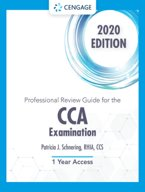 CENGAGE
2020
EDITION
Professional Review Guide for the
CCA
Examination
Patricia J. Schnering, RHIA, CCS
1 Year Access